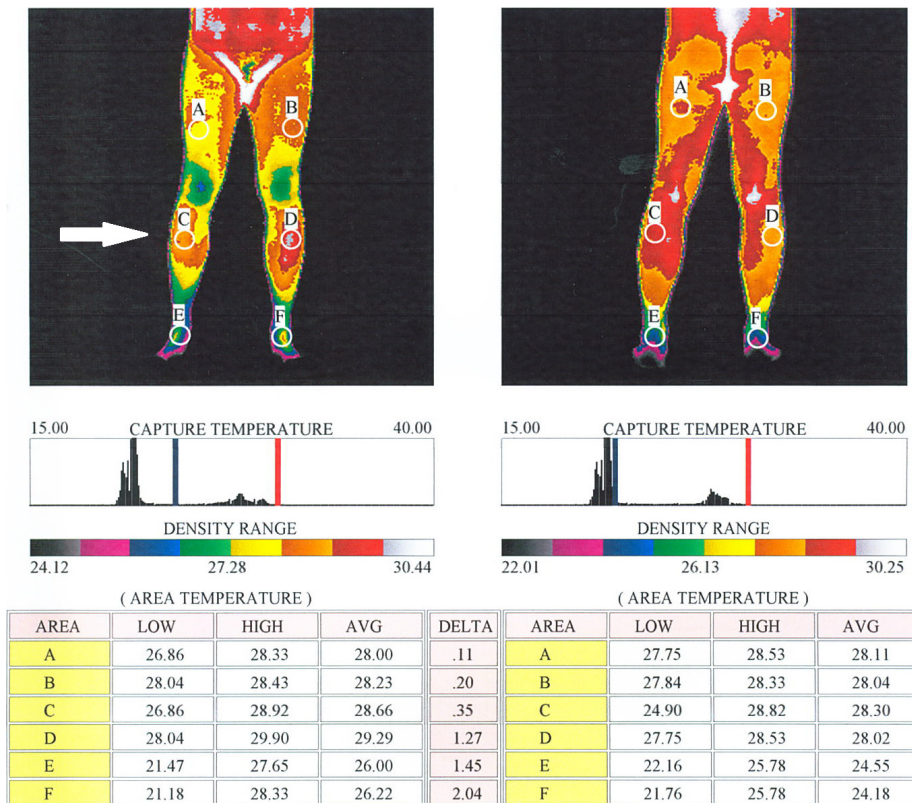 A
B
C
D
E
F
A
B
C
D
E
F
15.00 CAPTURE TEMPERATURE 40.00
15.00 CAPTURE TEMPERATURE 40.00
DENSITY RANGE
24.12 27.28 30.44
DENSITY RANGE
22.01 26.13 30.25
( AREA TEMPERATURE )
( AREA TEMPERATURE )
AREA LOW HIGH AVG DELTA AREA LOW HIGH AVG
A 26.86 28.33 28.00 .11 A 27.75 28.53 28.11
B 28.04 28.43 28.23 .20 B 27.84 28.33 28.04
C 26.86 28.92 28.66 .35 C 24.90 28.82 28.30
D 28.04 29.90 29.29 1.27 D 27.75 28.53 28.02
E 21.47 27.65 26.00 1.45 E 22.16 25.78 24.55
F 21.18 28.33 26.22 2.04 F 21.76 25.78 24.18